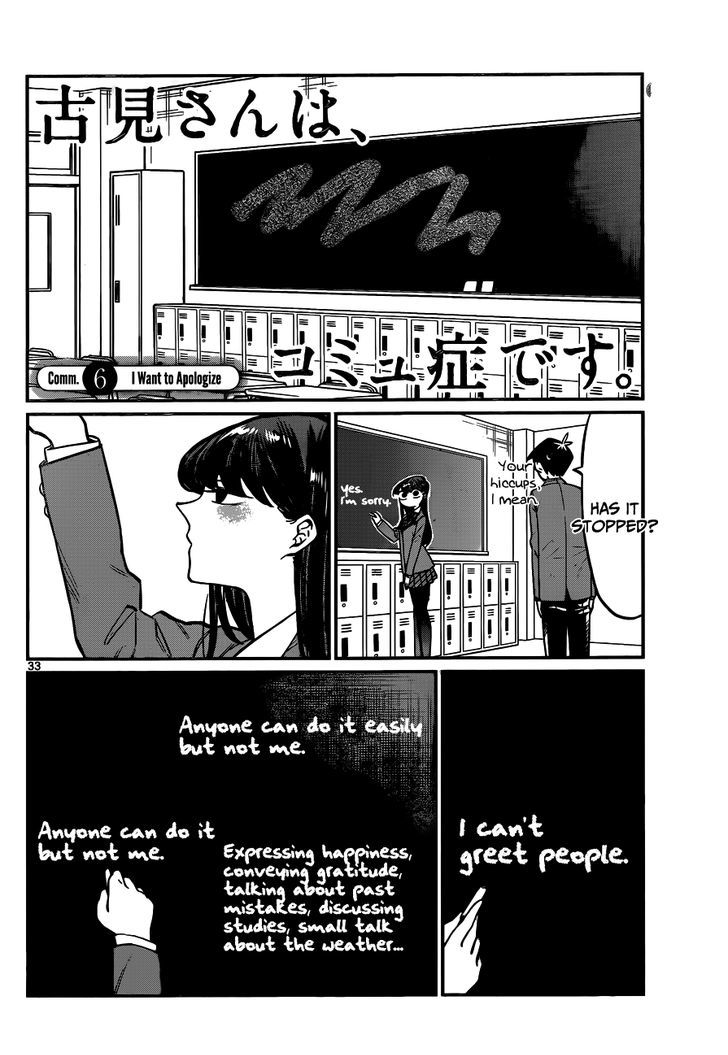 古見さんは、
コミュ症です。
Comm. 6 I Want to Apologize
HAS IT
STOPPED?
Your
hiccups,
I mean.
Yes.
I'm sorry.
33
I can't
greet people.
Anyone can do it easily
but not me.
Expressing happiness,
conveying gratitude,
talking about past
mistakes, discussing
studies, small talk
about the weather...
Anyone can do it
but not me.